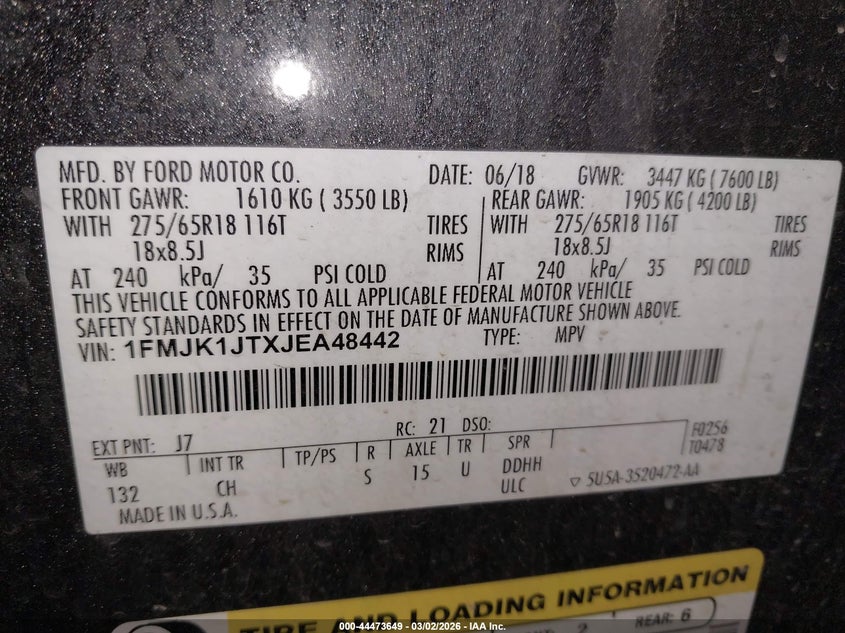 MFD. BY FORD MOTOR CO. DATE: 06/18 GVWR: 3447 KG ( 7600 LB)
FRONT GAWR: 1610 KG ( 3550 LB) REAR GAWR: 1905 KG ( 4200 LB)
WITH 275/65R18 116T TIRES WITH 275/65R18 116T TIRES
18x8.5J RIMS 18x8.5J RIMS
AT 240 kPa/ 35 PSI COLD AT 240 kPa/ 35 PSI COLD
THIS VEHICLE CONFORMS TO ALL APPLICABLE FEDERAL MOTOR VEHICLE
SAFETY STANDARDS IN EFFECT ON THE DATE OF MANUFACTURE SHOWN ABOVE.
VIN: 1FMJK1JTXJEA48442 TYPE: MPV
EXT PNT: J7 RC: 21 DSO: F0256
WB INT TR TP/PS R AXLE TR SPR T0478
132 CH S 15 U DDHH
ULC ▽ 5U5A-3520472-AA
MADE IN U.S.A.
TIRE AND LOADING INFORMATION
2 REAR: 6
000-44473649 - 03/02/2026 - IAA Inc.